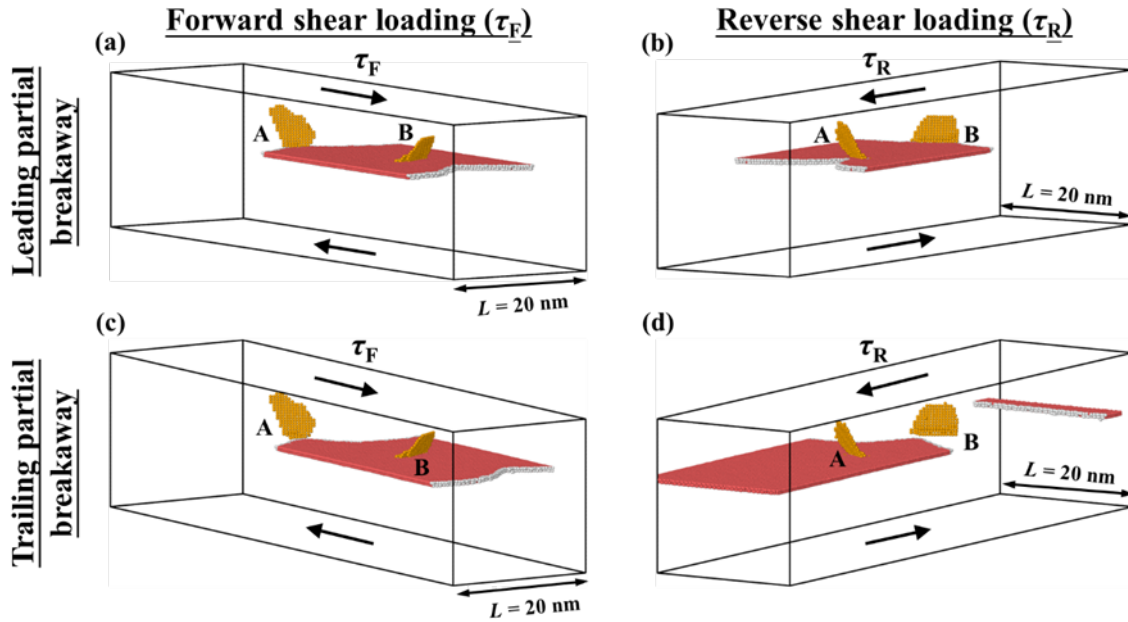 Forward shear loading (τF)
Reverse shear loading (τR)
Leading partial
breakaway
Trailing partial
breakaway
(a)
τF
A
B
L = 20 nm
(b)
τR
A
B
L = 20 nm
(c)
τF
A
B
L = 20 nm
(d)
τR
A
B
L = 20 nm